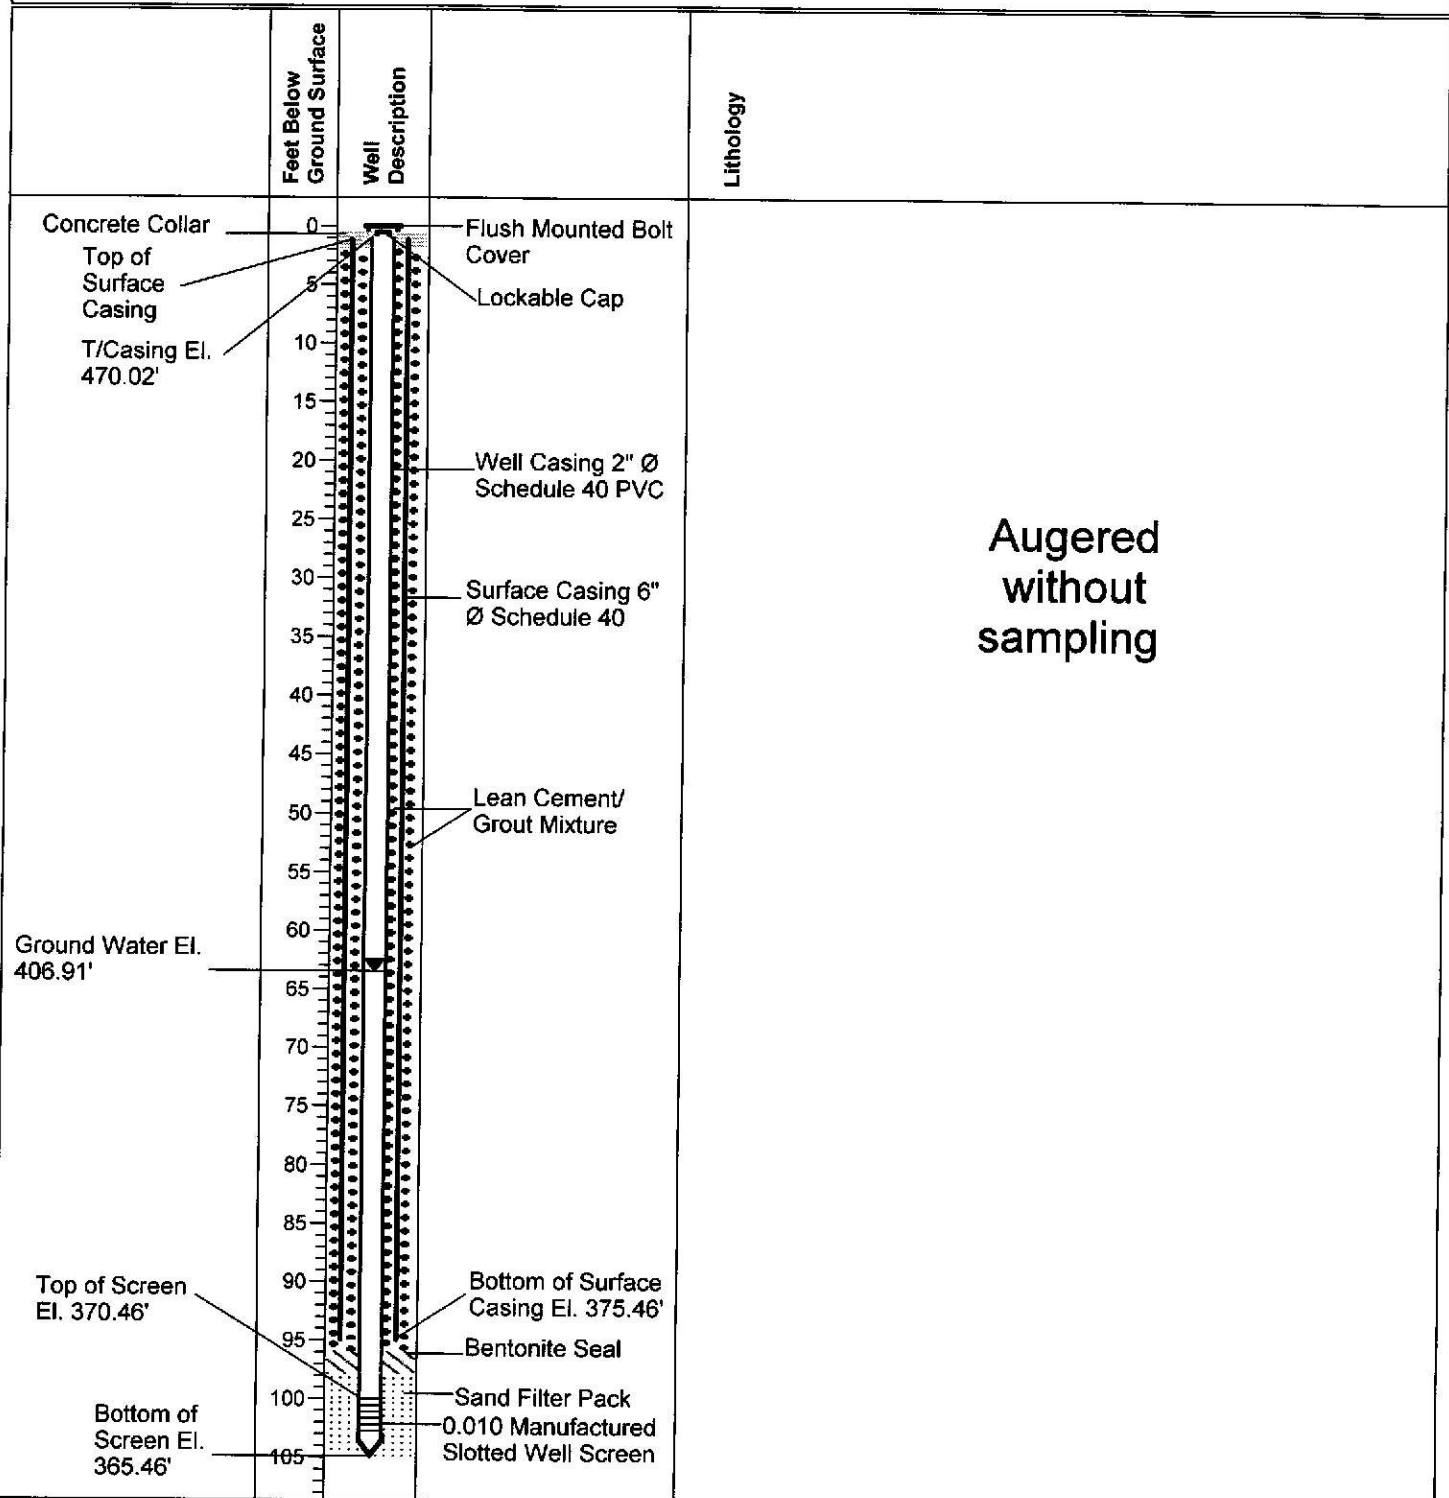 Feet Below
Ground Surface
Well
Description
Lithology
Concrete Collar
Top of
Surface
Casing
T/Casing El.
470.02'
0
5
10
15
20
25
30
35
40
45
50
55
60
65
70
75
80
85
90
95
100
105
Flush Mounted Bolt
Cover
Lockable Cap
Well Casing 2" Ø
Schedule 40 PVC
Surface Casing 6"
Ø Schedule 40
Lean Cement/
Grout Mixture
Ground Water El.
406.91'
Top of Screen
El. 370.46'
Bottom of Surface
Casing El. 375.46'
Bentonite Seal
Sand Filter Pack
0.010 Manufactured
Slotted Well Screen
Bottom of
Screen El.
365.46'
Augered
without
sampling